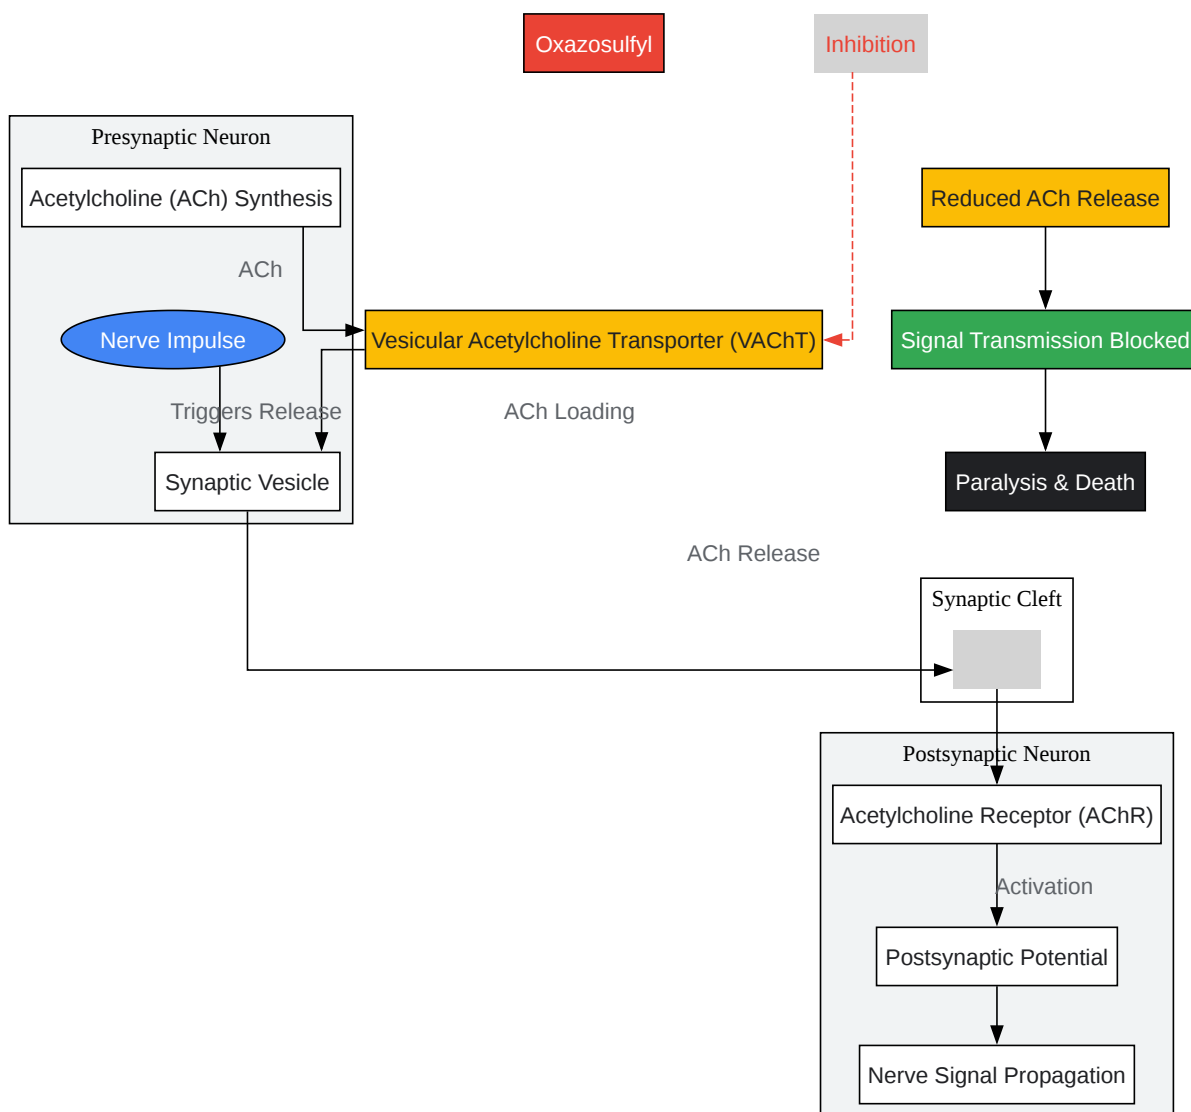 Oxazosulfyl
Inhibition
Presynaptic Neuron
Acetylcholine (ACh) Synthesis
Reduced ACh Release
ACh
Nerve Impulse
Vesicular Acetylcholine Transporter (VAChT)
Signal Transmission Blocked
Triggers Release
ACh Loading
Synaptic Vesicle
Paralysis & Death
ACh Release
Synaptic Cleft
Postsynaptic Neuron
Acetylcholine Receptor (AChR)
Activation
Postsynaptic Potential
Nerve Signal Propagation